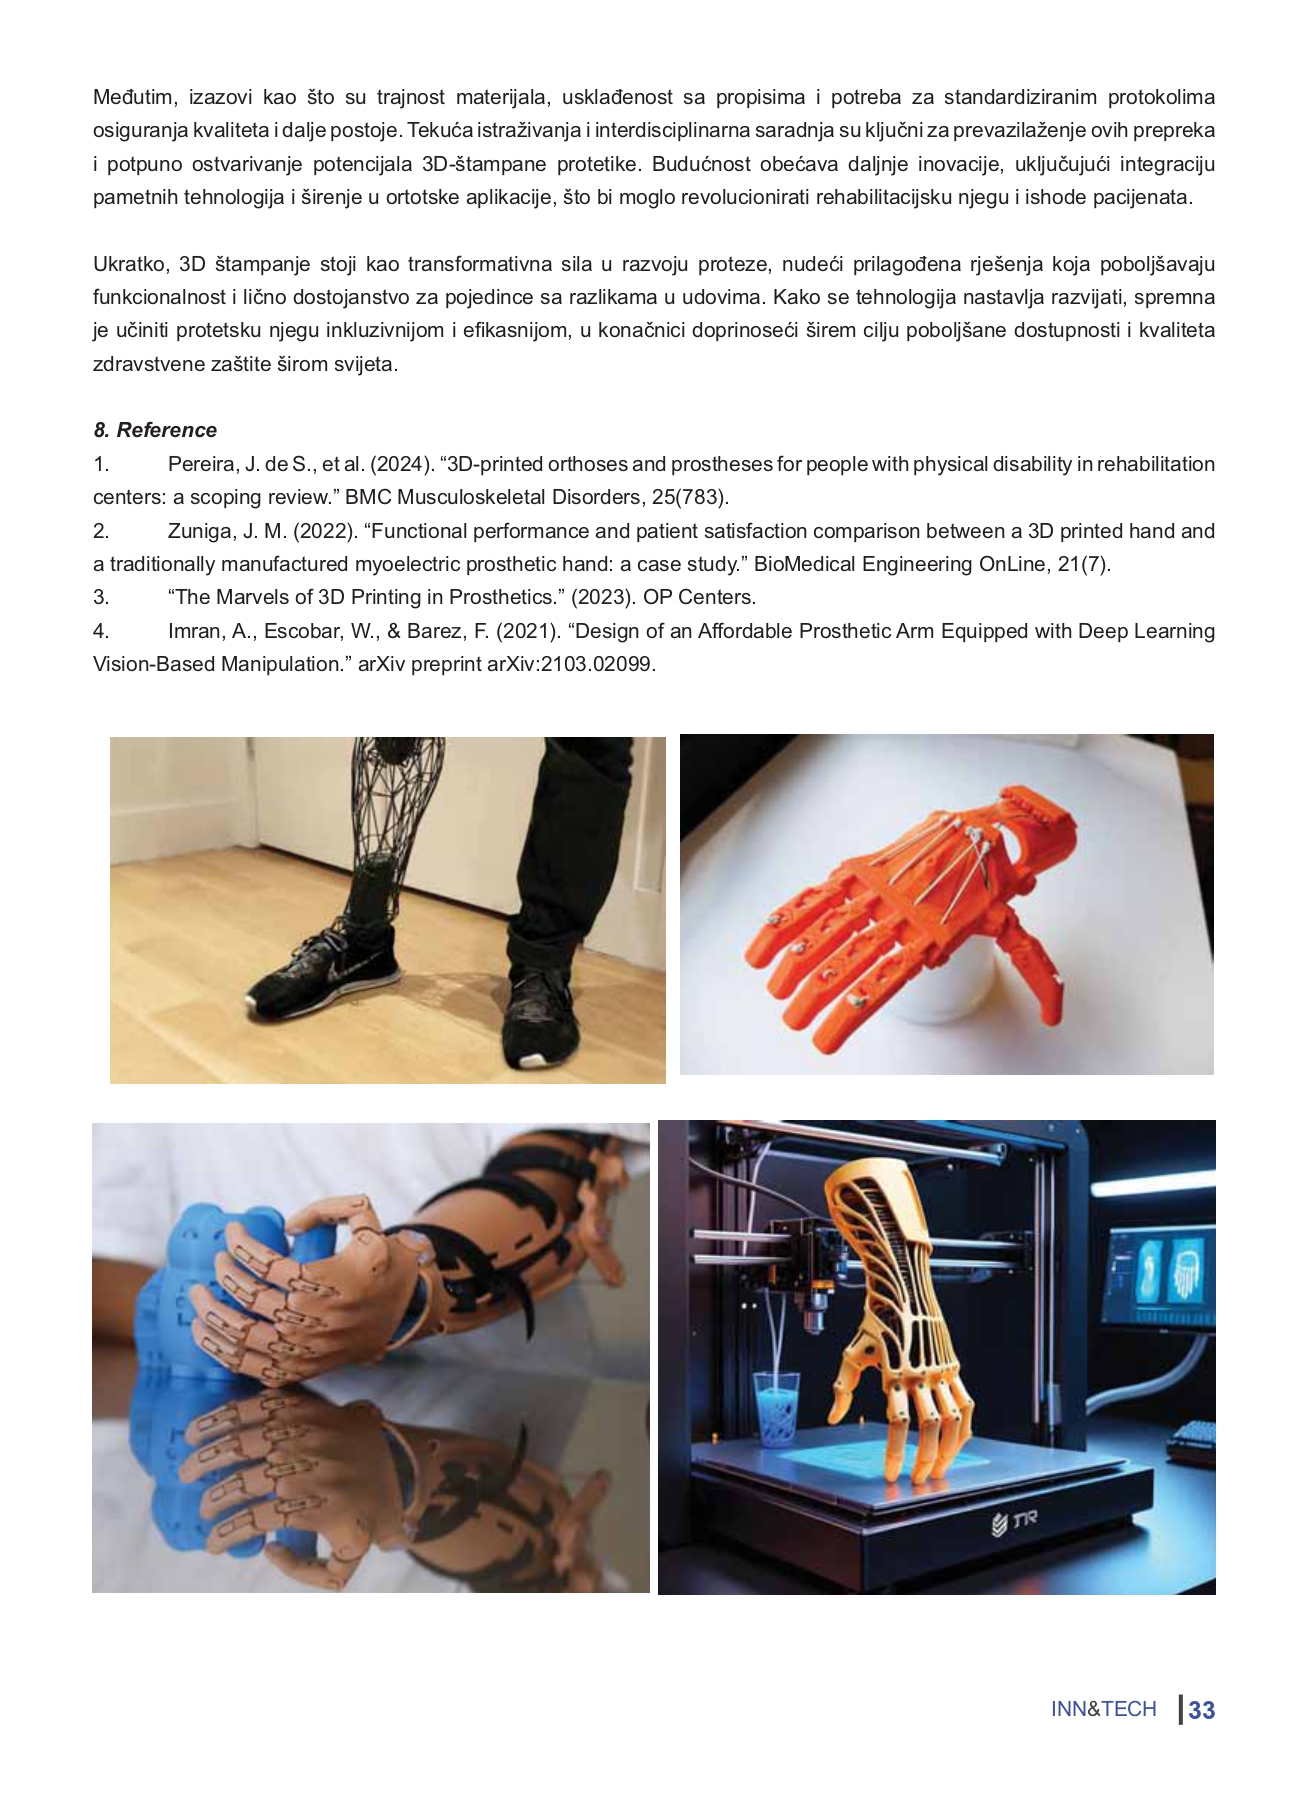 Međutim, izazovi kao što su trajnost materijala, usklađenost sa propisima i potreba za standardiziranim protokolima
osiguranja kvaliteta i dalje postoje. Tekuća istraživanja i interdisciplinarna saradnja su ključni za prevazilaženje ovih prepreka
i potpuno ostvarivanje potencijala 3D-štampane protetike. Budućnost obećava daljnje inovacije, uključujući integraciju
pametnih tehnologija i širenje u ortotske aplikacije, što bi moglo revolucionirati rehabilitacijsku njegu i ishode pacijenata.
Ukratko, 3D štampanje stoji kao transformativna sila u razvoju proteze, nudeći prilagođena rješenja koja poboljšavaju
funkcionalnost i lično dostojanstvo za pojedince sa razlikama u udovima. Kako se tehnologija nastavlja razvijati, spremna
je učiniti protetsku njegu inkluzivnijom i efikasnijom, u konačnici doprinoseći širem cilju poboljšane dostupnosti i kvaliteta
zdravstvene zaštite širom svijeta.
8. Reference
1. Pereira, J. de S., et al. (2024). “3D-printed orthoses and prostheses for people with physical disability in rehabilitation
centers: a scoping review.” BMC Musculoskeletal Disorders, 25(783).
2. Zuniga, J. M. (2022). “Functional performance and patient satisfaction comparison between a 3D printed hand and
a traditionally manufactured myoelectric prosthetic hand: a case study.” BioMedical Engineering OnLine, 21(7).
3. “The Marvels of 3D Printing in Prosthetics.” (2023). OP Centers.
4. Imran, A., Escobar, W., & Barez, F. (2021). “Design of an Affordable Prosthetic Arm Equipped with Deep Learning
Vision-Based Manipulation.” arXiv preprint arXiv:2103.02099.
INN&TECH 33